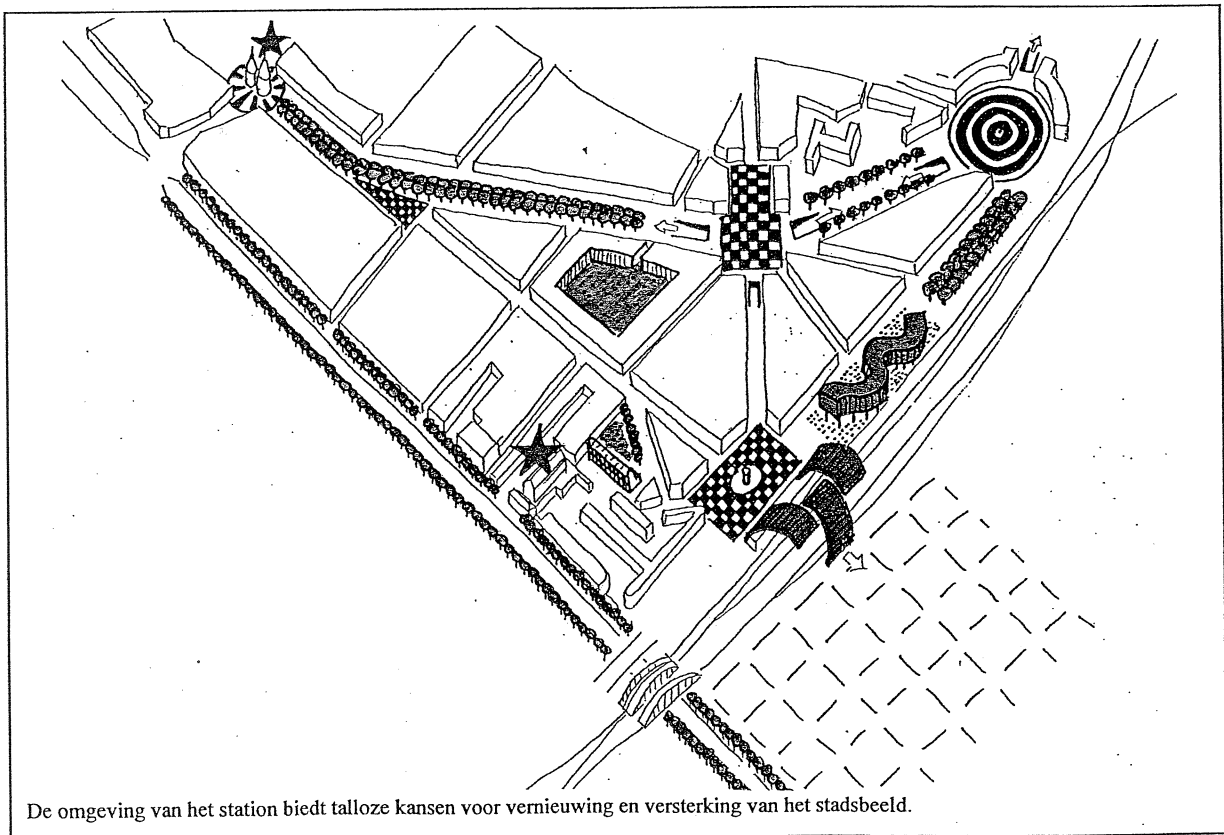 De omgeving van het station biedt talloze kansen voor vernieuwing en versterking van het stadsbeeld.